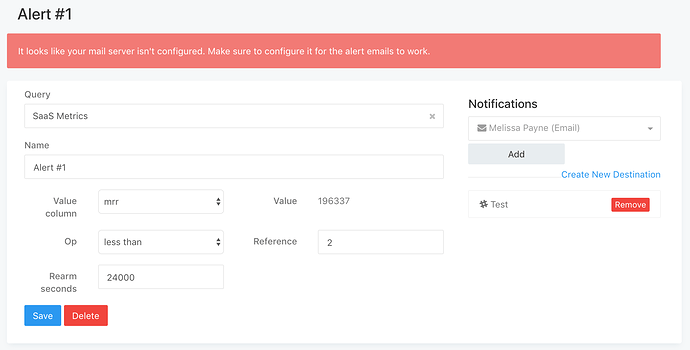 Alert #1
It looks like your mail server isn't configured. Make sure to configure it for the alert emails to work.
Query
SaaS Metrics
Name
Alert #1
Value column
mrr
Value
196337
Op
less than
Reference
2
Rearm seconds
24000
Save
Delete
Notifications
Melissa Payne (Email)
Add
Create New Destination
Test
Remove